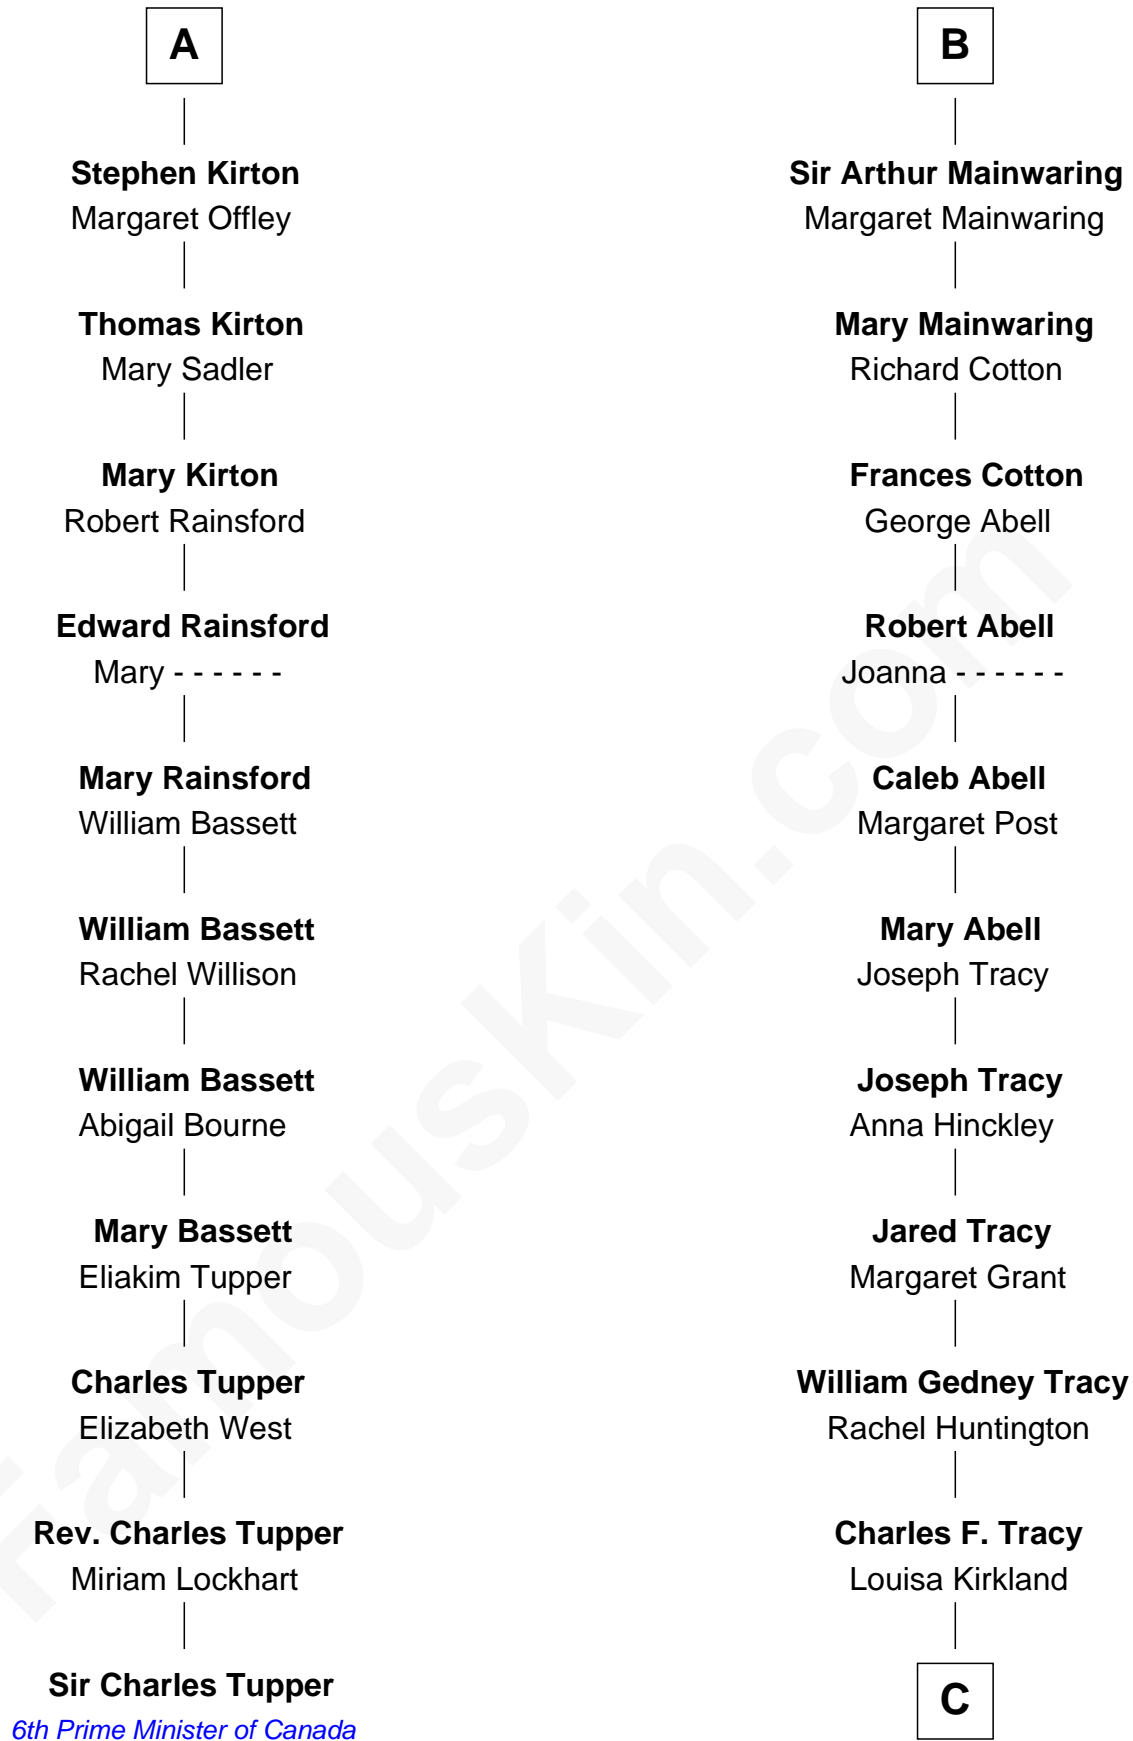 A
Stephen Kirton
Margaret Offley
Thomas Kirton
Mary Sadler
Mary Kirton
Robert Rainsford
Edward Rainsford
Mary - - - - - -
Mary Rainsford
William Bassett
William Bassett
Rachel Willison
William Bassett
Abigail Bourne
Mary Bassett
Eliakim Tupper
Charles Tupper
Elizabeth West
Rev. Charles Tupper
Miriam Lockhart
Sir Charles Tupper
6th Prime Minister of Canada
B
Sir Arthur Mainwaring
Margaret Mainwaring
Mary Mainwaring
Richard Cotton
Frances Cotton
George Abell
Robert Abell
Joanna - - - - - -
Caleb Abell
Margaret Post
Mary Abell
Joseph Tracy
Joseph Tracy
Anna Hinckley
Jared Tracy
Margaret Grant
William Gedney Tracy
Rachel Huntington
Charles F. Tracy
Louisa Kirkland
C
FamousKin.com